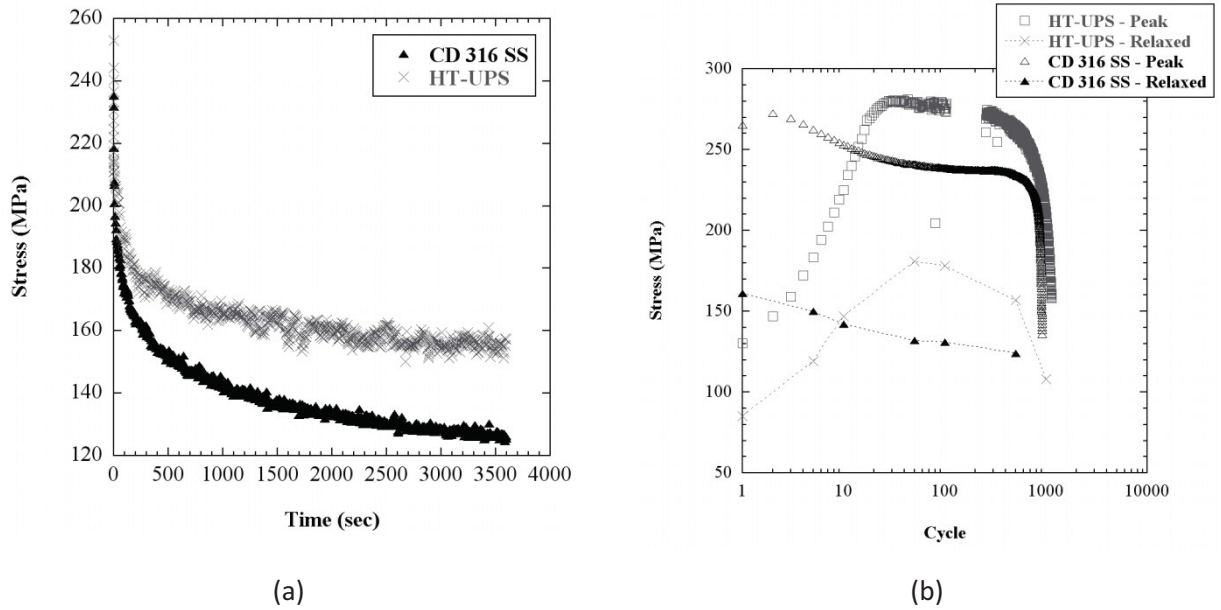 260
240
220
200
180
160
140
120
Stress (MPa)
CD 316 SS
HT-UPS
0 500 1000 1500 2000 2500 3000 3500 4000
Time (sec)
(a)
HT-UPS - Peak
HT-UPS - Relaxed
CD 316 SS - Peak
CD 316 SS - Relaxed
300
250
200
150
100
50
Stress (MPa)
1 10 100 1000 10000
Cycle
(b)